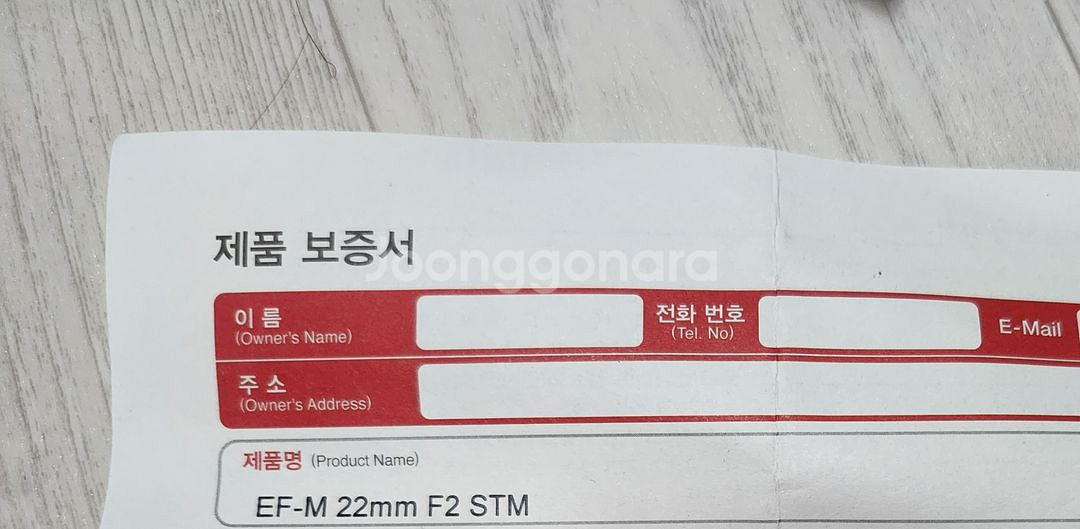 제품 보증서
Joonggonara
이 름 전화 번호 E-Mail
(Owner's Name) (Tel. No)
주 소
(Owner's Address)
제품명 (Product Name)
EF-M 22mm F2 STM